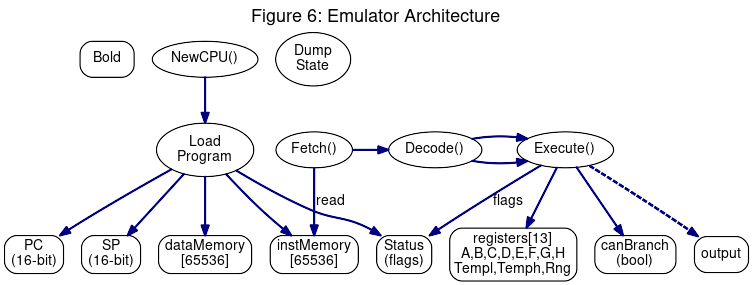 Figure 6: Emulator Architecture
Bold
NewCPU()
Dump
State
Load
Program
Fetch()
Decode()
Execute()
read
flags
PC
(16-bit)
SP
(16-bit)
dataMemory
[65536]
instMemory
[65536]
Status
(flags)
registers[13]
A,B,C,D,E,F,G,H
Templ,Temph,Rng
canBranch
(bool)
output